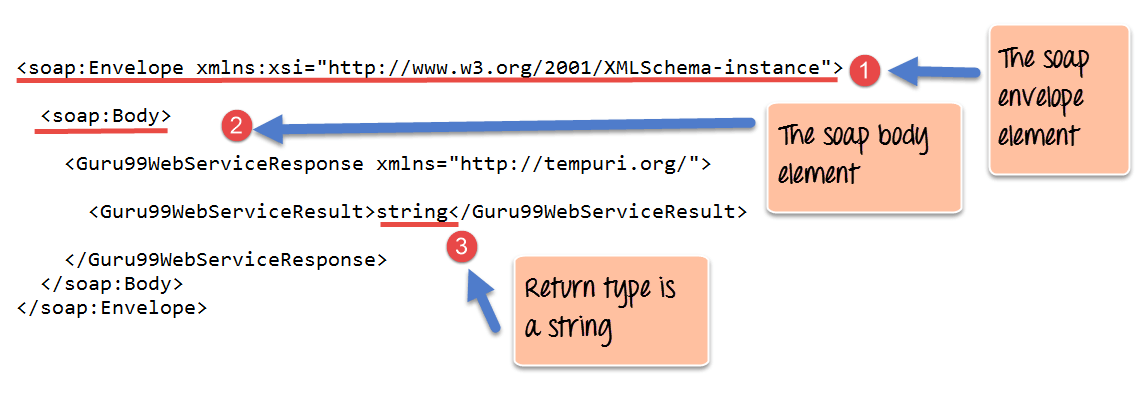 <soap:Envelope xmlns:xsi="http://www.w3.org/2001/XMLSchema-instance">
1
The soap
envelope
element
<soap:Body>
2
The soap body
element
<Guru99WebServiceResponse xmlns="http://tempuri.org/">
<Guru99WebServiceResult>string</Guru99WebServiceResult>
3
</Guru99WebServiceResponse>
</soap:Body>
</soap:Envelope>
Return type is
a string